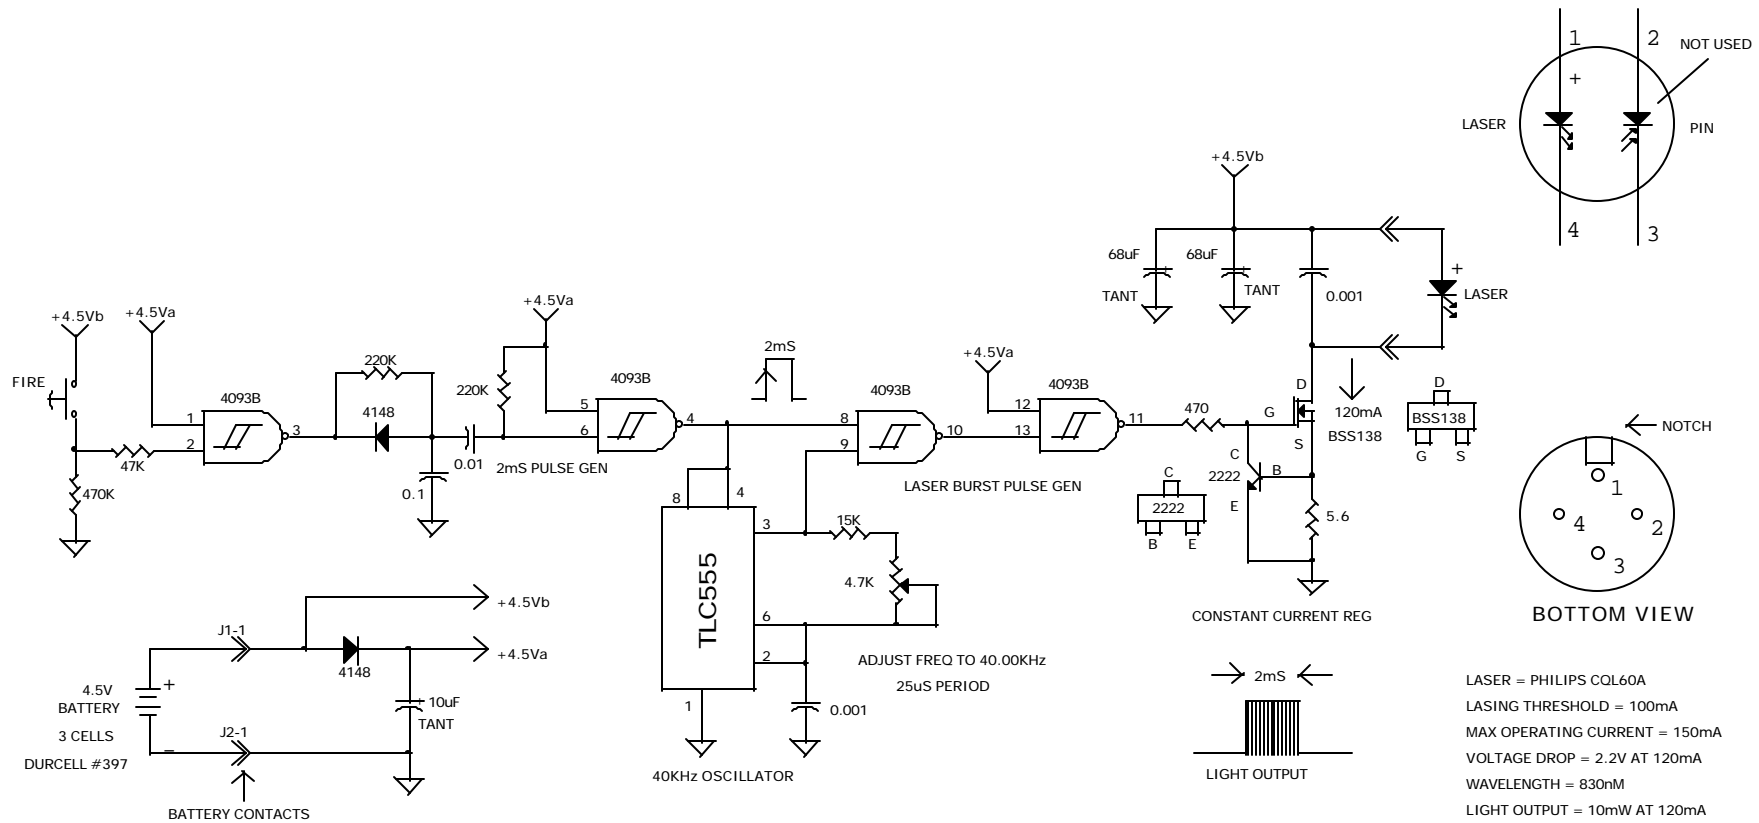 1
2
NOT USED
+
LASER
PIN
4
3
+4.5Vb
68uF
68uF
+
+
TANT
TANT
0.001
+
LASER
+4.5Vb
+4.5Va
+4.5Va
2mS
+4.5Va
FIRE
220K
4093B
4148
220K
4093B
4093B
4093B
1
2
3
5
6
4
8
9
10
12
13
11
470
G
D
S
120mA
BSS138
D
BSS138
G
S
NOTCH
47K
470K
0.01
0.1
2mS PULSE GEN
LASER BURST PULSE GEN
C
2222
B
E
5.6
C
2222
B
E
1
4
2
3
BOTTOM VIEW
8
4
3
15K
TLC555
4.7K
6
2
1
0.001
ADJUST FREQ TO 40.00KHz
25uS PERIOD
40KHz OSCILLATOR
CONSTANT CURRENT REG
+4.5Vb
J1-1
+4.5Va
4148
4.5V
BATTERY
+
3 CELLS
DURCELL #397
J2-1
−
+
10uF
TANT
BATTERY CONTACTS
2mS
LIGHT OUTPUT
LASER = PHILIPS CQL60A
LASING THRESHOLD = 100mA
MAX OPERATING CURRENT = 150mA
VOLTAGE DROP = 2.2V AT 120mA
WAVELENGTH = 830nM
LIGHT OUTPUT = 10mW AT 120mA